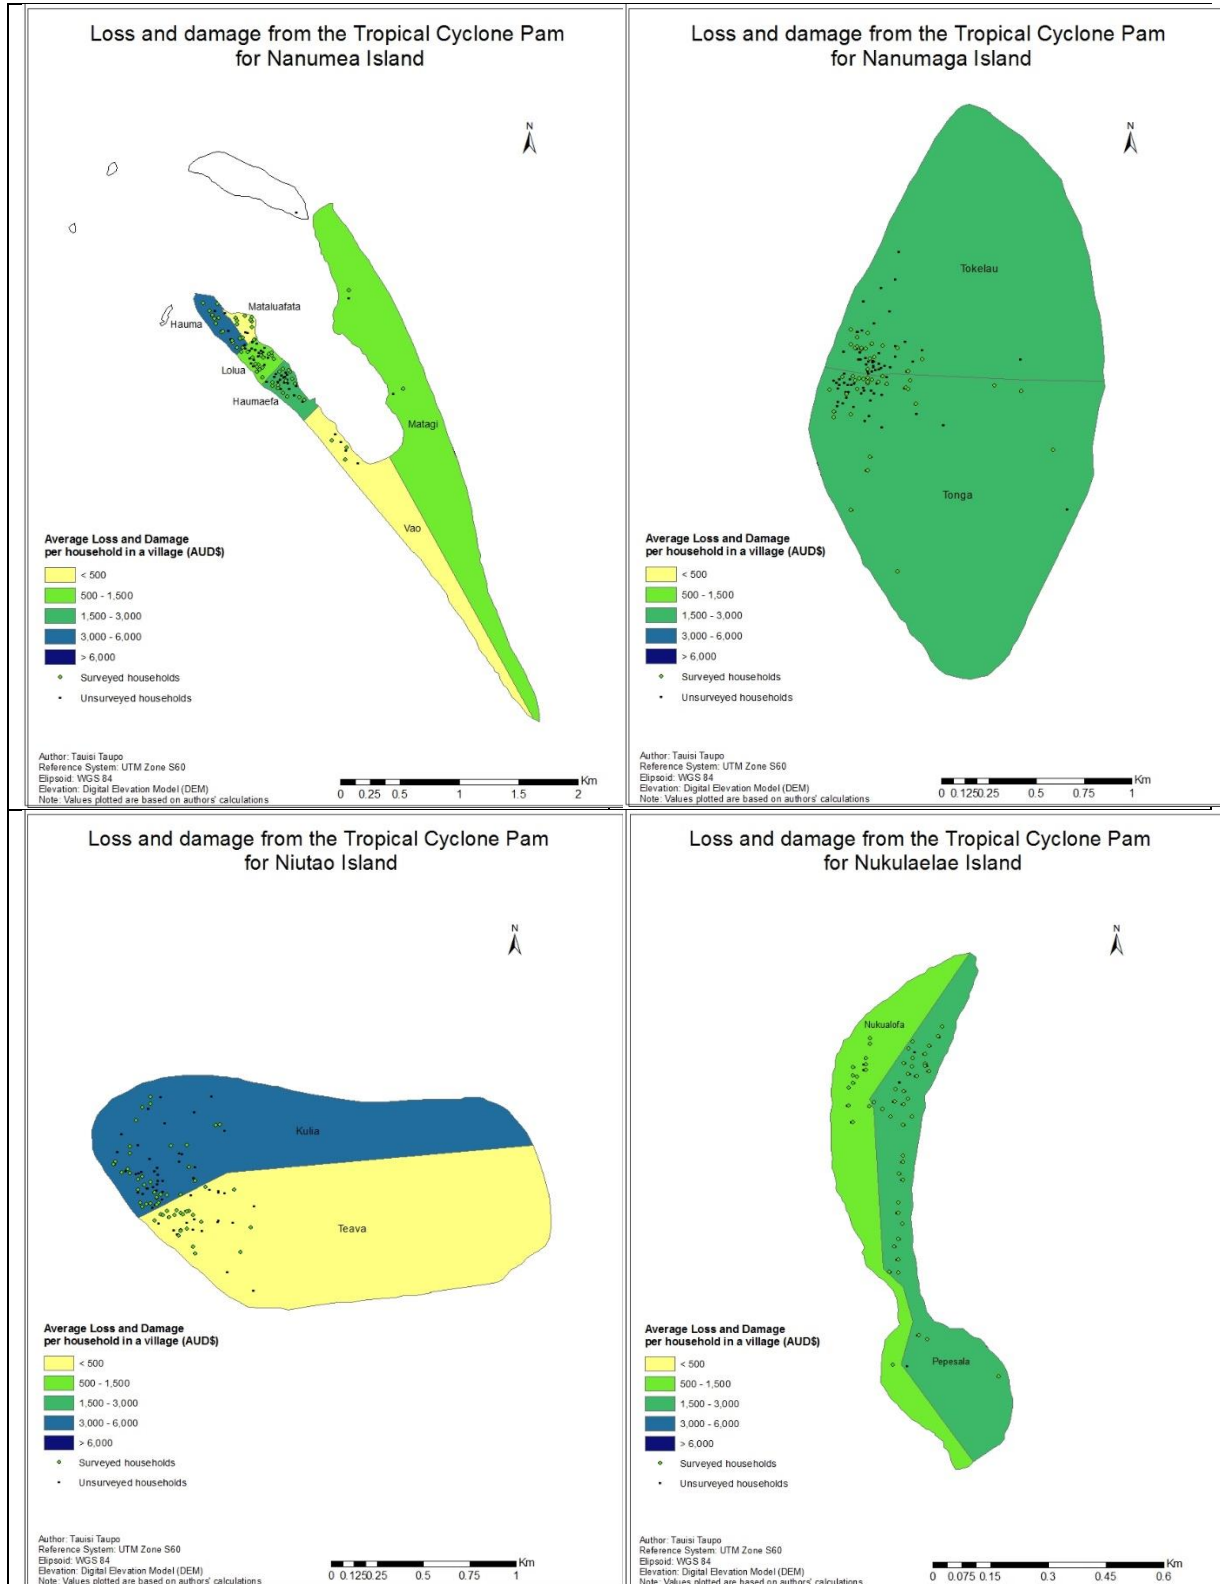 Loss and damage from the Tropical Cyclone Pam
for Nanumea Island
N
Mataluafata
Hauma
Lolua
Haumaefa
Matagi
Vao
Average Loss and Damage
per household in a village (AUD$)
< 500
500 - 1,500
1,500 - 3,000
3,000 - 6,000
> 6,000
Surveyed households
Unsurveyed households
Author: Tauisi Taupo
Reference System: UTM Zone S60
Elipsoid: WGS 84
Elevation: Digital Elevation Model (DEM)
Note: Values plotted are based on authors' calculations
Km
0 0.25 0.5 1 1.5 2
Loss and damage from the Tropical Cyclone Pam
for Nanumaga Island
N
Tokelau
Tonga
Average Loss and Damage
per household in a village (AUD$)
< 500
500 - 1,500
1,500 - 3,000
3,000 - 6,000
> 6,000
Surveyed households
Unsurveyed households
Author: Tauisi Taupo
Reference System: UTM Zone S60
Elipsoid: WGS 84
Elevation: Digital Elevation Model (DEM)
Note: Values plotted are based on authors' calculations
Km
0 0.125 0.25 0.5 0.75 1
Loss and damage from the Tropical Cyclone Pam
for Niutao Island
N
Kulia
Teava
Average Loss and Damage
per household in a village (AUD$)
< 500
500 - 1,500
1,500 - 3,000
3,000 - 6,000
> 6,000
Surveyed households
Unsurveyed households
Author: Tauisi Taupo
Reference System: UTM Zone S60
Elipsoid: WGS 84
Elevation: Digital Elevation Model (DEM)
Note: Values plotted are based on authors' calculations
Km
0 0.125 0.25 0.5 0.75 1
Loss and damage from the Tropical Cyclone Pam
for Nukulaelae Island
N
Nukualofa
Pepesala
Average Loss and Damage
per household in a village (AUD$)
< 500
500 - 1,500
1,500 - 3,000
3,000 - 6,000
> 6,000
Surveyed households
Unsurveyed households
Author: Tauisi Taupo
Reference System: UTM Zone S60
Elipsoid: WGS 84
Elevation: Digital Elevation Model (DEM)
Note: Values plotted are based on authors' calculations
Km
0 0.075 0.15 0.3 0.45 0.6